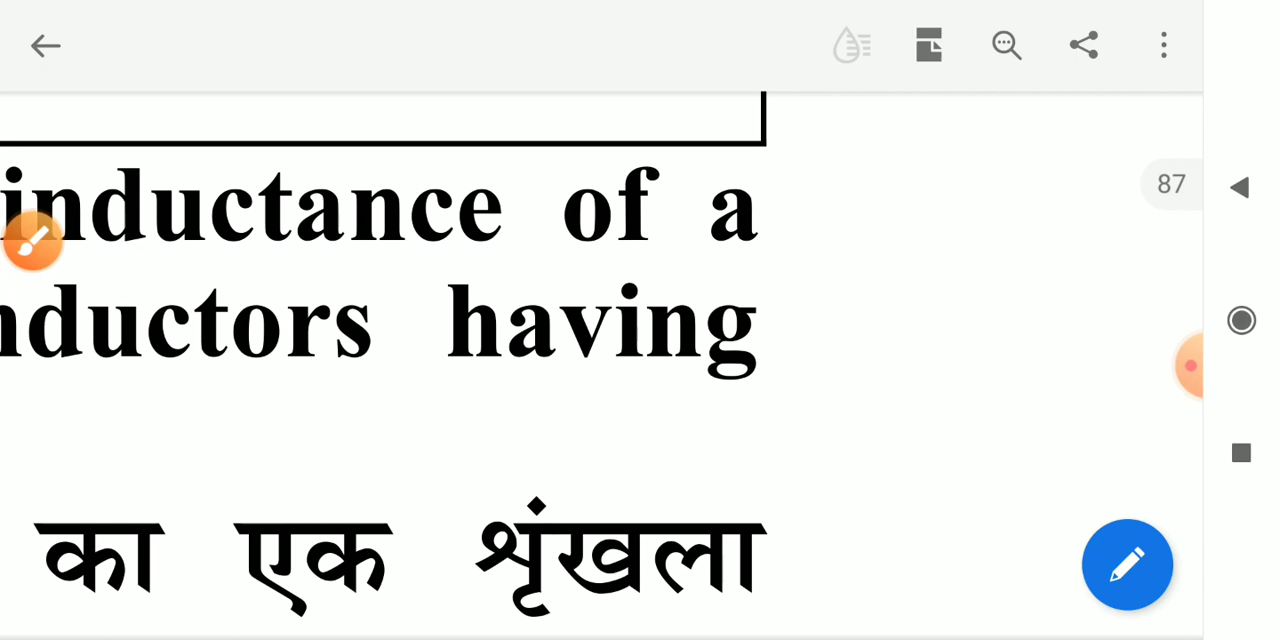 87
inductance of a
nductors having
का एक श्रृंखला